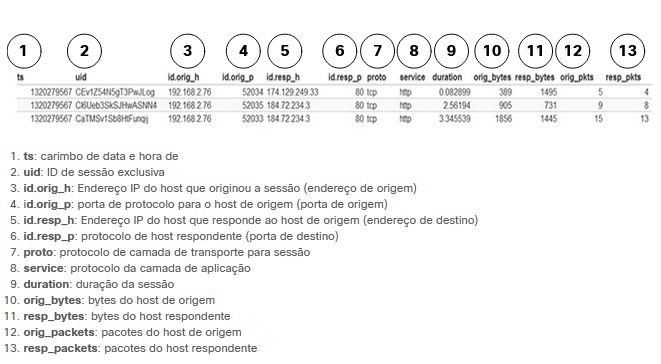 1 2 3 4 5 6 7 8 9 10 11 12 13
ts uid id.orig_h id.orig_p id.resp_h id.resp_p proto service duration orig_bytes resp_bytes orig_pkts resp_pkts
1320279567 CEv1Z54N5gT3PwJLog 192.168.2.76 52034 174.129.249.33 80 tcp http 0.082899 389 1495 5 4
1320279567 Ci6Ueb3SkSJHwASNN4 192.168.2.76 52035 184.72.234.3 80 tcp http 2.56194 905 731 9 8
1320279567 CaTMSv1Sb8HtFunqij 192.168.2.76 52033 184.72.234.3 80 tcp http 3.345539 1856 1445 15 13
1. ts: carimbo de data e hora de
2. uid: ID de sessão exclusiva
3. id.orig_h: Endereço IP do host que originou a sessão (endereço de origem)
4. id.orig_p: porta de protocolo para o host de origem (porta de origem)
5. id.resp_h: Endereço IP do host que responde ao host de origem (endereço de destino)
6. id.resp_p: protocolo de host respondente (porta de destino)
7. proto: protocolo de camada de transporte para sessão
8. service: protocolo da camada de aplicação
9. duration: duração da sessão
10. orig_bytes: bytes do host de origem
11. resp_bytes: bytes do host respondente
12. orig_packets: pacotes do host de origem
13. resp_packets: pacotes do host respondente